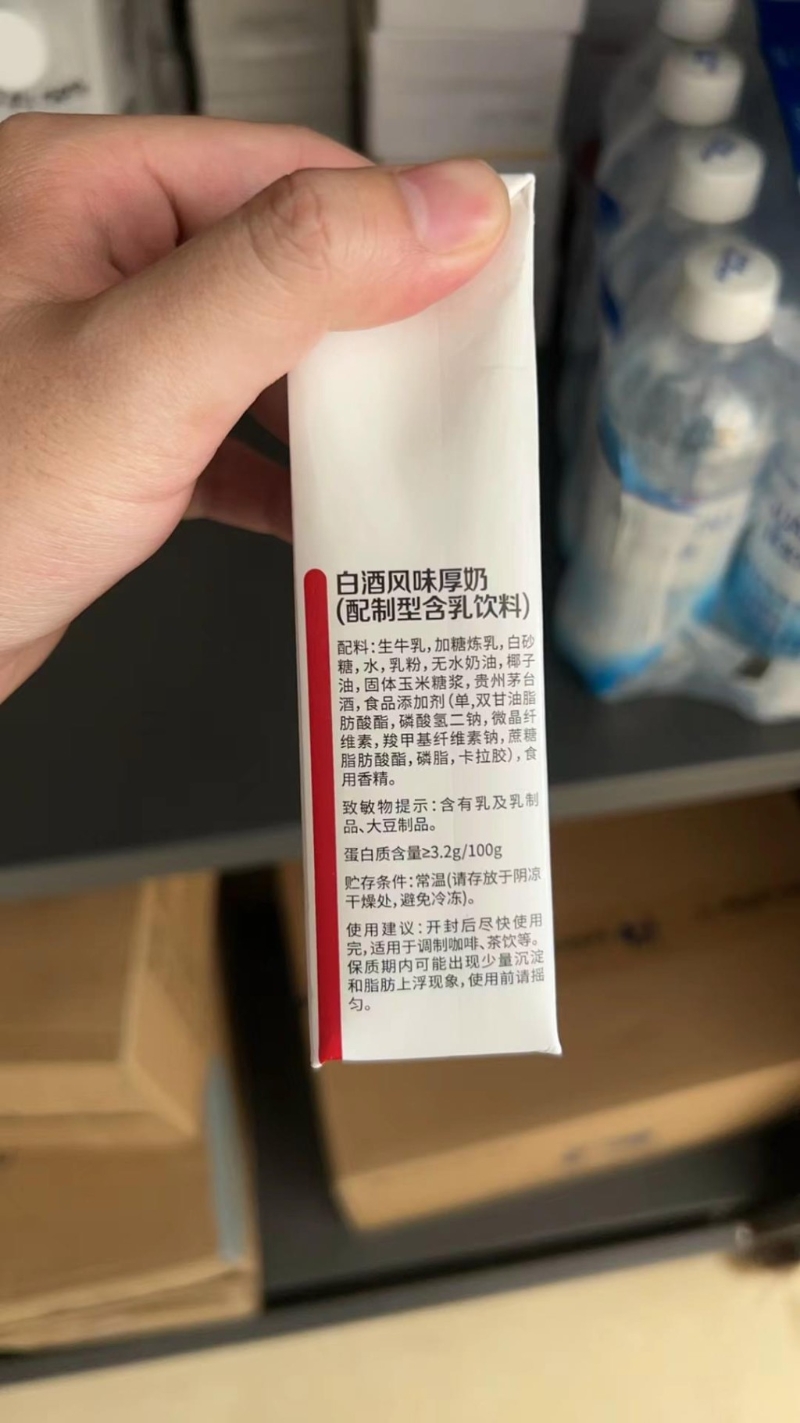 白酒风味厚奶
(配制型含乳饮料)
配料:生牛乳,加糖炼乳,白砂
糖,水,乳粉,无水奶油,椰子
油,固体玉米糖浆,贵州茅台
酒,食品添加剂(单,双甘油脂
肪酸酯,磷酸氢二钠,微晶纤
维素,羧甲基纤维素钠,蔗糖
脂肪酸酯,磷脂,卡拉胶),食
用香精。
致敏物提示:含有乳及乳制
品、大豆制品。
蛋白质含量≥3.2g/100g
贮存条件:常温(请存放于阴凉
干燥处,避免冷冻)。
使用建议:开封后尽快使用
完,适用于调制咖啡、茶饮等。
保质期内可能出现少量沉淀
和脂肪上浮现象,使用前请摇
匀。